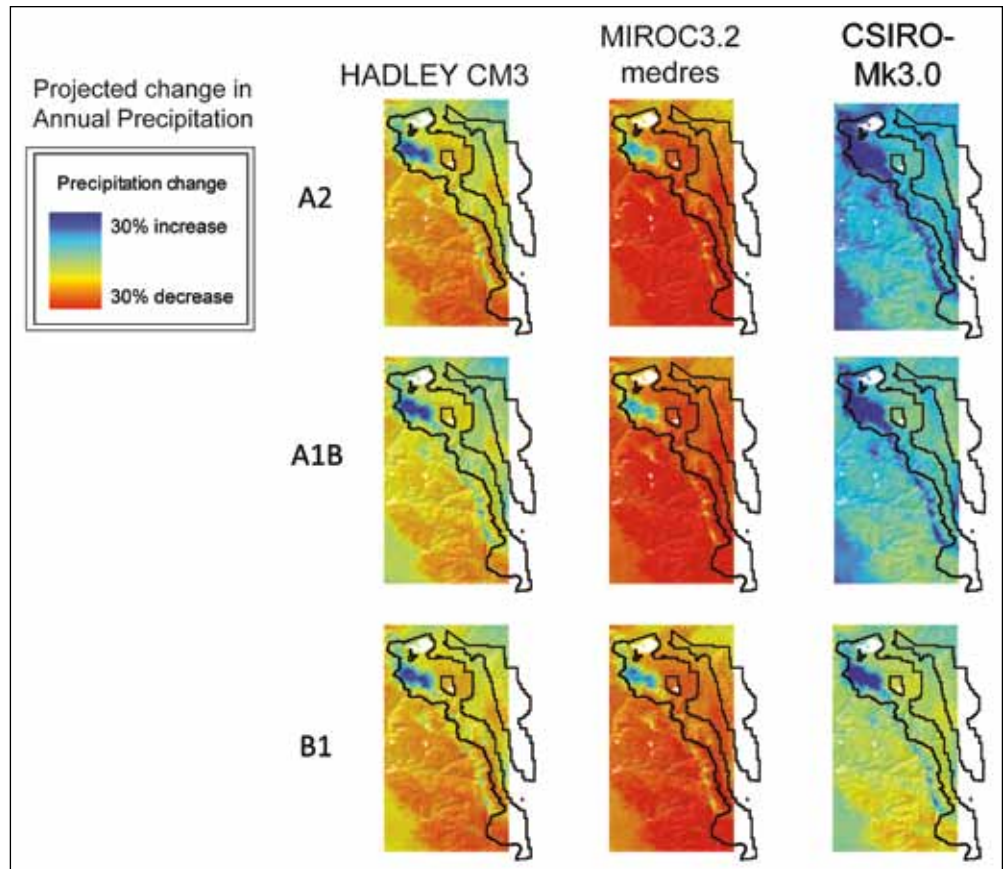 Projected change in
Annual Precipitation
Precipitation change
30% increase
30% decrease
HADLEY CM3
MIROC3.2
medres
CSIRO-
Mk3.0
A2
A1B
B1